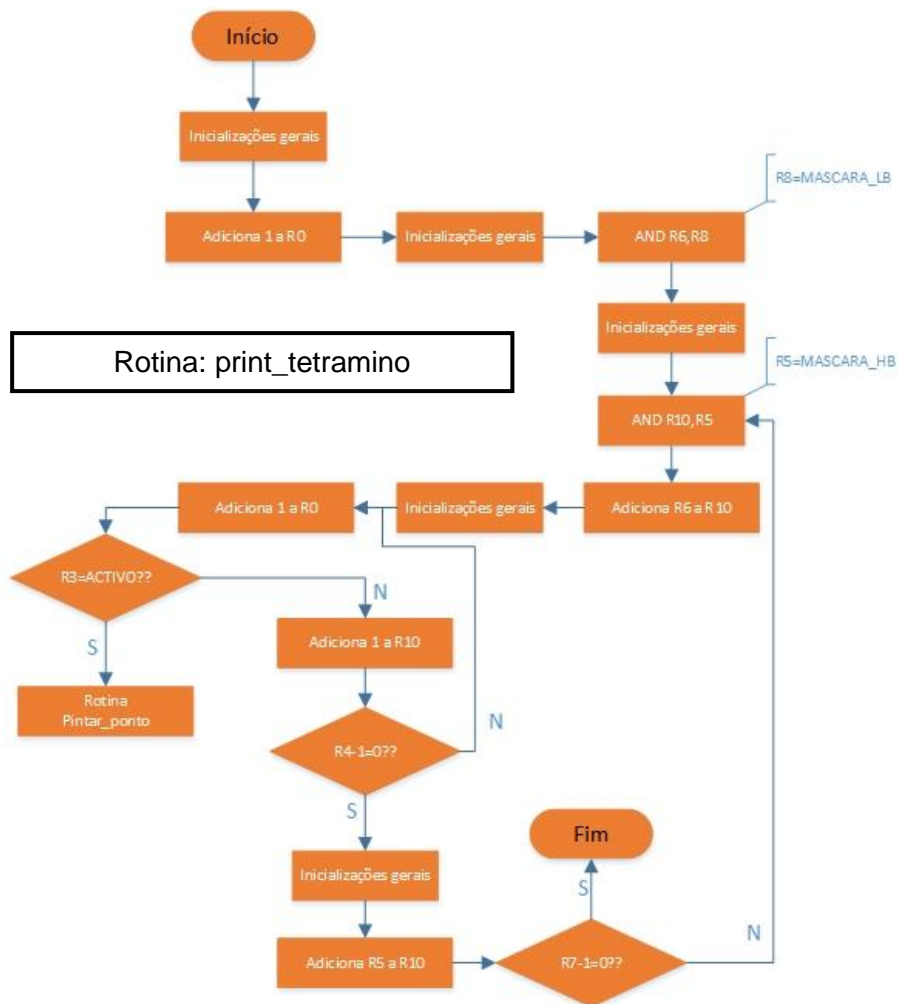 Início
Inicializações gerais
Adiciona 1 a R0
Inicializações gerais
AND R6,R8
R8=MASCARA_LB
Inicializações gerais
Rotina: print_tetramino
R5=MASCARA_HB
AND R10,R5
Adiciona 1 a R0
Inicializações gerais
Adiciona R6 a R10
R3=ACTIVO??
N
S
Adiciona 1 a R10
Rotina
Pintar_ponto
N
R4-1=0??
S
Fim
Inicializações gerais
S
N
Adiciona R5 a R10
R7-1=0??